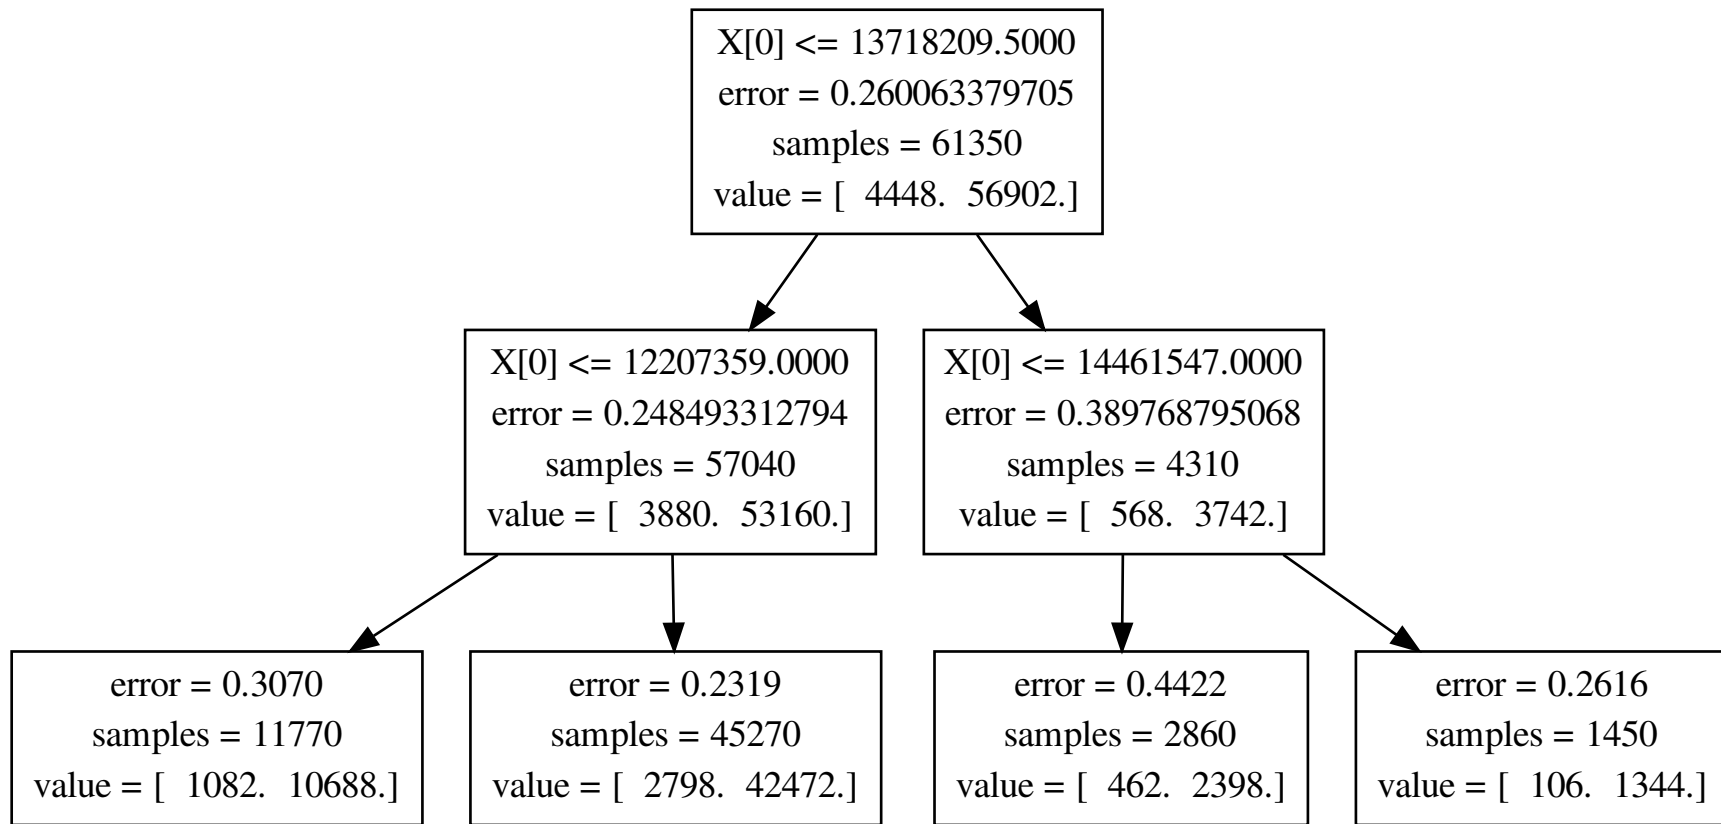 X[0] <= 13718209.5000
error = 0.260063379705
samples = 61350
value = [  4448.  56902.]
X[0] <= 12207359.0000
error = 0.248493312794
samples = 57040
value = [  3880.  53160.]
X[0] <= 14461547.0000
error = 0.389768795068
samples = 4310
value = [  568.  3742.]
error = 0.3070
samples = 11770
value = [  1082.  10688.]
error = 0.2319
samples = 45270
value = [  2798.  42472.]
error = 0.4422
samples = 2860
value = [  462.  2398.]
error = 0.2616
samples = 1450
value = [  106.  1344.]